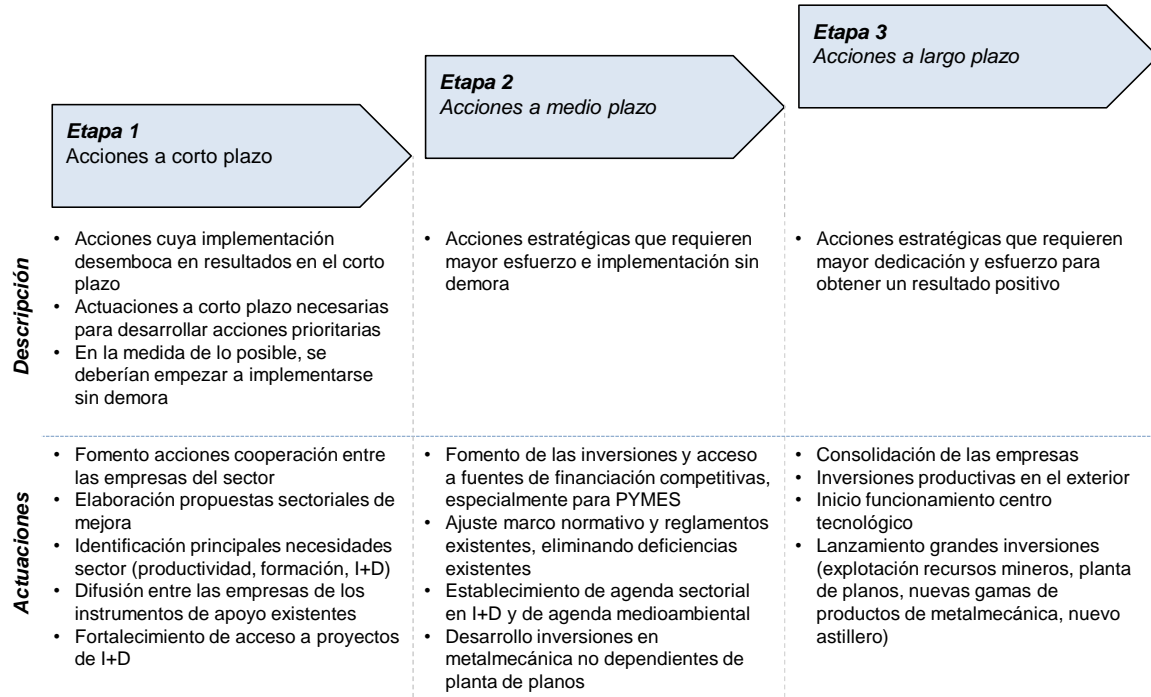 Etapa 1
Acciones a corto plazo
Etapa 2
Acciones a medio plazo
Etapa 3
Acciones a largo plazo
Descripción
• Acciones cuya implementación
desemboca en resultados en el corto
plazo
• Actuaciones a corto plazo necesarias
para desarrollar acciones prioritarias
• En la medida de lo posible, se
deberían empezar a implementarse
sin demora
• Acciones estratégicas que requieren
mayor esfuerzo e implementación sin
demora
• Acciones estratégicas que requieren
mayor dedicación y esfuerzo para
obtener un resultado positivo
Actuaciones
• Fomento acciones cooperación entre
las empresas del sector
• Elaboración propuestas sectoriales de
mejora
• Identificación principales necesidades
sector (productividad, formación, I+D)
• Difusión entre las empresas de los
instrumentos de apoyo existentes
• Fortalecimiento de acceso a proyectos
de I+D
• Fomento de las inversiones y acceso
a fuentes de financiación competitivas,
especialmente para PYMES
• Ajuste marco normativo y reglamentos
existentes, eliminando deficiencias
existentes
• Establecimiento de agenda sectorial
en I+D y de agenda medioambiental
• Desarrollo inversiones en
metalmecánica no dependientes de
planta de planos
• Consolidación de las empresas
• Inversiones productivas en el exterior
• Inicio funcionamiento centro
tecnológico
• Lanzamiento grandes inversiones
(explotación recursos mineros, planta
de planos, nuevas gamas de
productos de metalmecánica, nuevo
astillero)